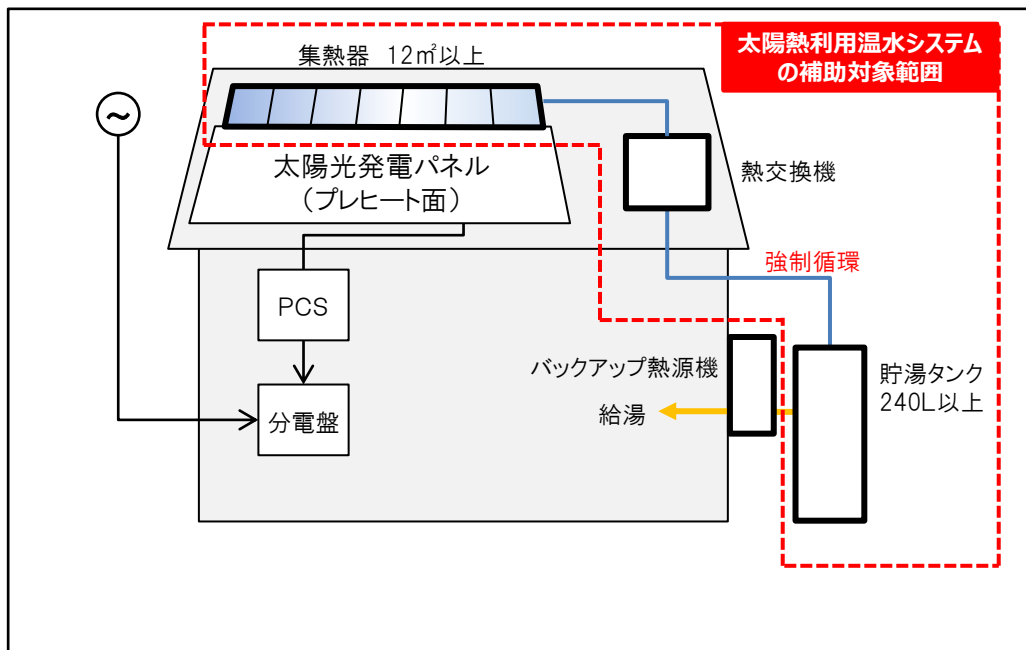 太陽熱利用温水システム
の補助対象範囲
集熱器 12㎡以上
~
太陽光発電パネル
(プレヒート面)
熱交換機
強制循環
PCS
バックアップ熱源機
貯湯タンク
240L以上
給湯
分電盤